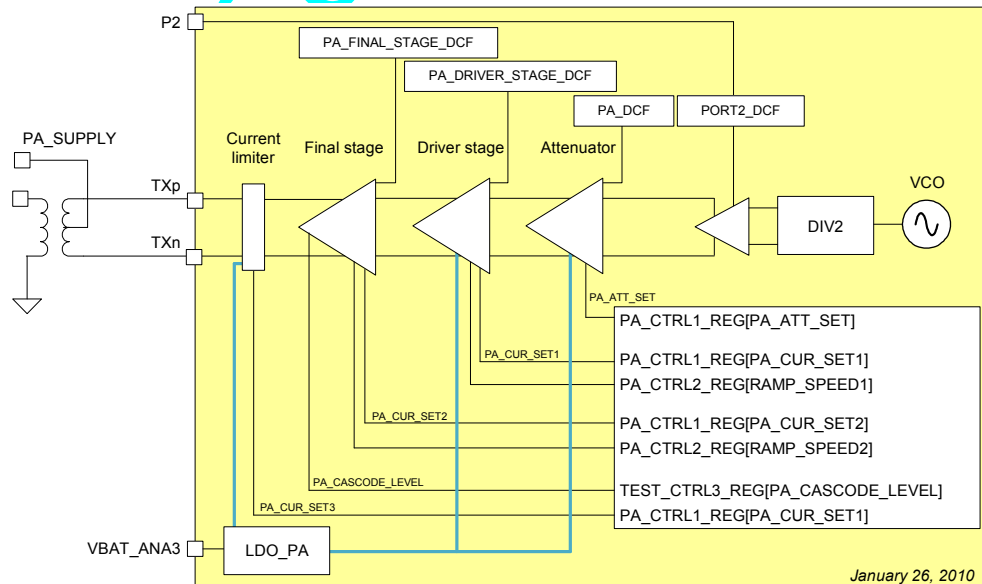 P2
PA_FINAL_STAGE_DCF
PA_DRIVER_STAGE_DCF
PA_DCF
PORT2_DCF
PA_SUPPLY
Current
limiter
Final stage
Driver stage
Attenuator
VCO
TXp
TXn
DIV2
PA_ATT_SET
PA_CTRL1_REG[PA_ATT_SET]
PA_CUR_SET1
PA_CTRL1_REG[PA_CUR_SET1]
PA_CTRL2_REG[RAMP_SPEED1]
PA_CUR_SET2
PA_CTRL1_REG[PA_CUR_SET2]
PA_CTRL2_REG[RAMP_SPEED2]
PA_CASCODE_LEVEL
TEST_CTRL3_REG[PA_CASCODE_LEVEL]
PA_CUR_SET3
PA_CTRL1_REG[PA_CUR_SET1]
VBAT_ANA3
LDO_PA
January 26, 2010